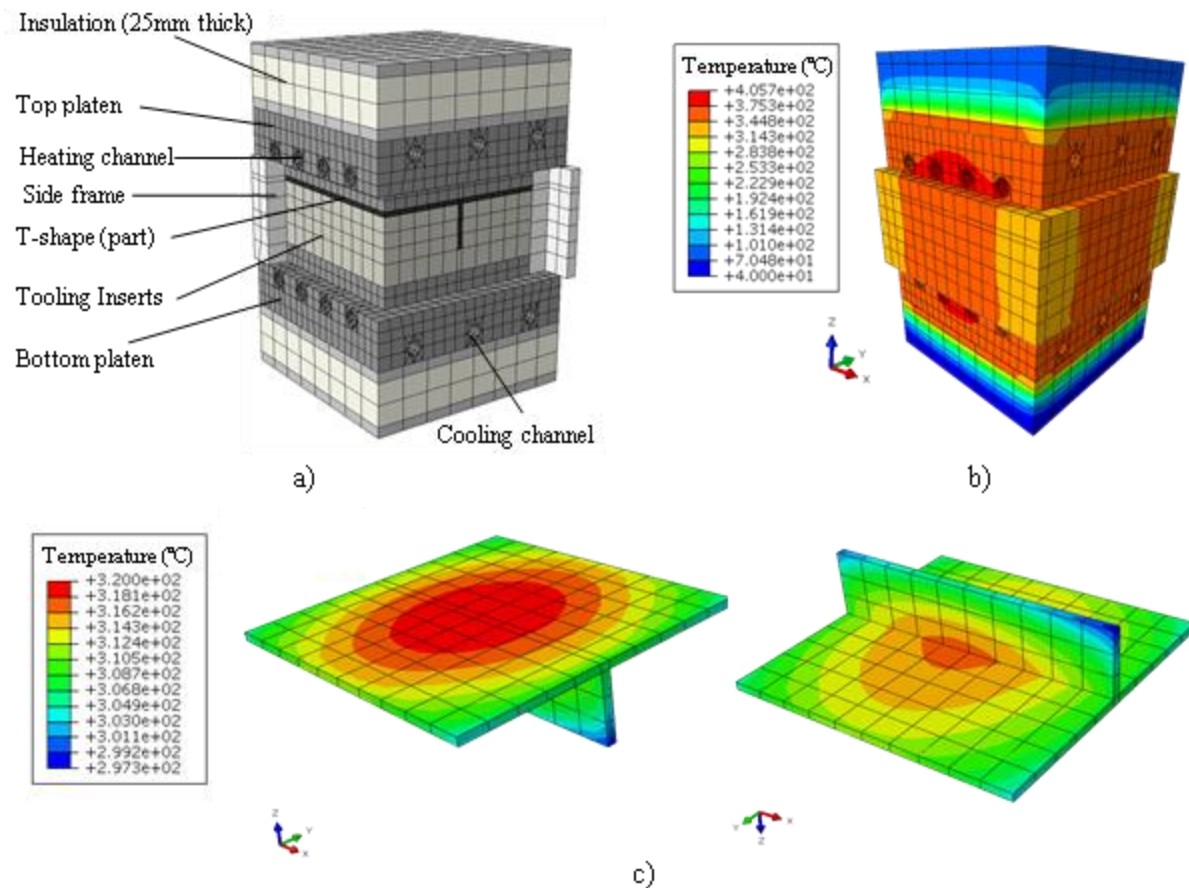 Insulation (25mm thick)
Top platen
Heating channel
Side frame
T-shape (part)
Tooling Inserts
Bottom platen
Cooling channel
a)
Temperature (°C)
+4.057e+02
+3.753e+02
+3.448e+02
+3.143e+02
+2.838e+02
+2.533e+02
+2.229e+02
+1.924e+02
+1.619e+02
+1.314e+02
+1.010e+02
+7.048e+01
+4.000e+01
Z
Y
X
b)
Temperature (°C)
+3.200e+02
+3.181e+02
+3.162e+02
+3.143e+02
+3.124e+02
+3.105e+02
+3.087e+02
+3.068e+02
+3.049e+02
+3.030e+02
+3.011e+02
+2.992e+02
+2.973e+02
Z
Y
X
Y
X
Z
c)